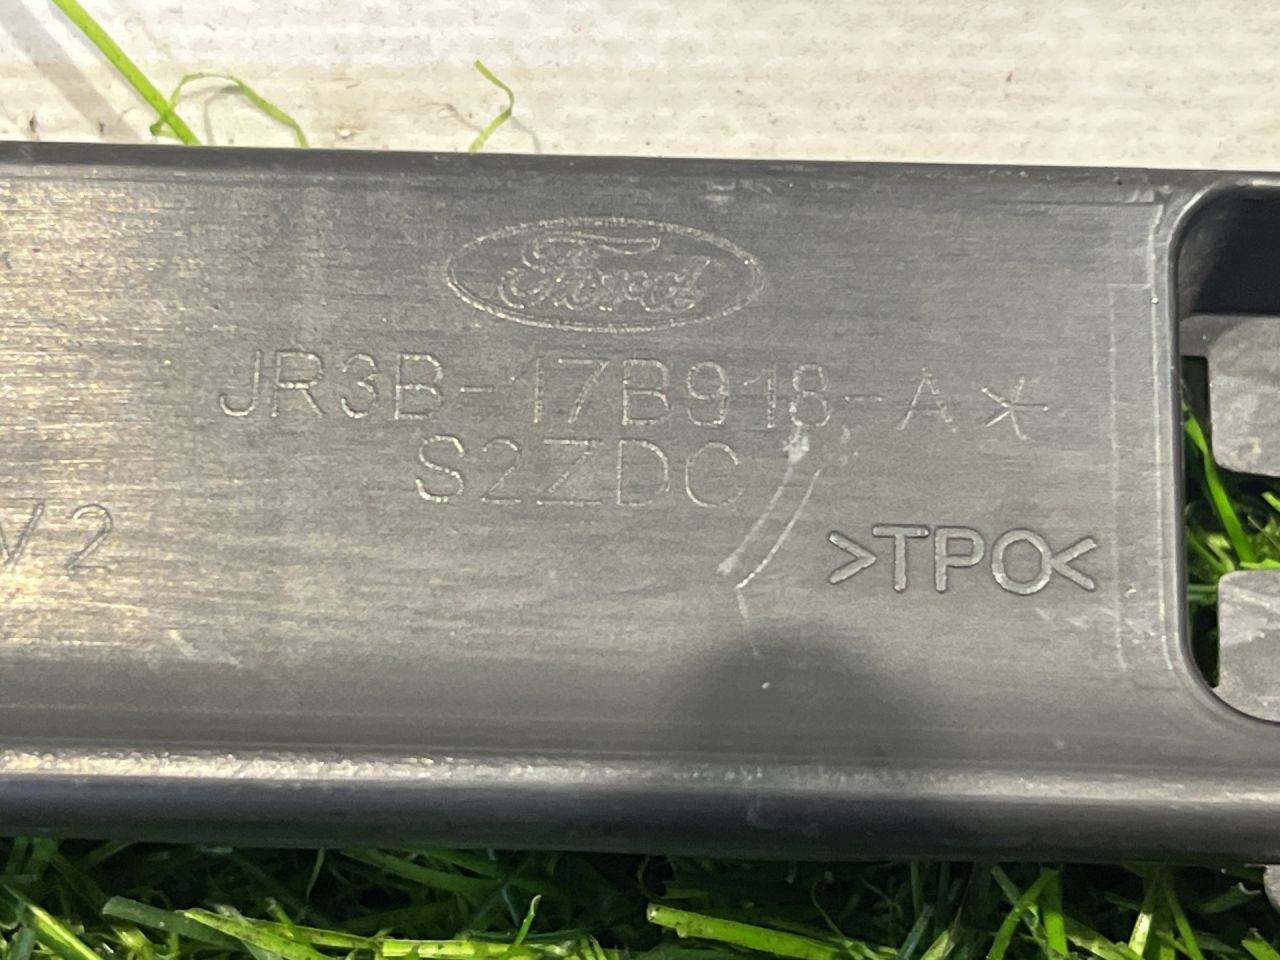 Ford
JR3B-17B918-A*
S2ZDC
V2
>TPO<